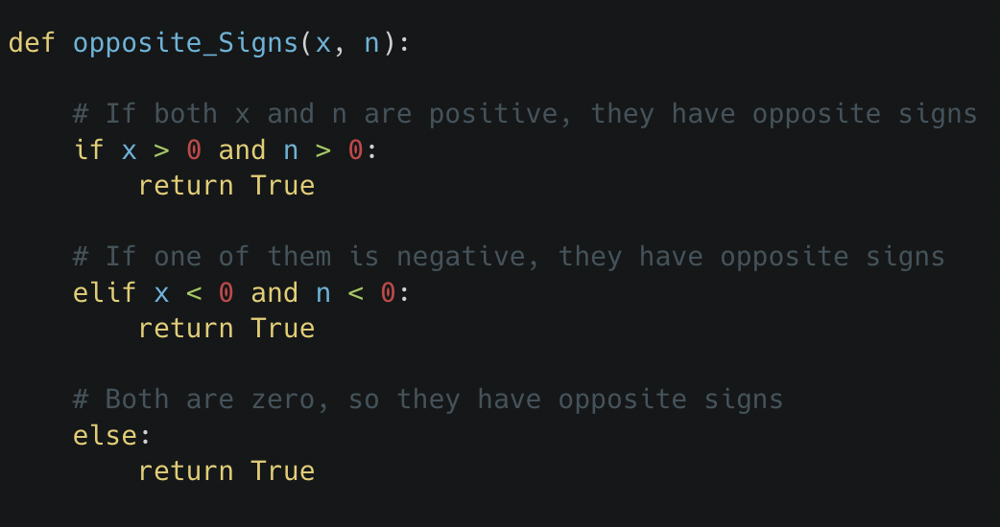 def opposite_Signs(x, n):
# If both x and n are positive, they have opposite signs
if x > 0 and n > 0:
return True
# If one of them is negative, they have opposite signs
elif x < 0 and n < 0:
return True
# Both are zero, so they have opposite signs
else:
return True